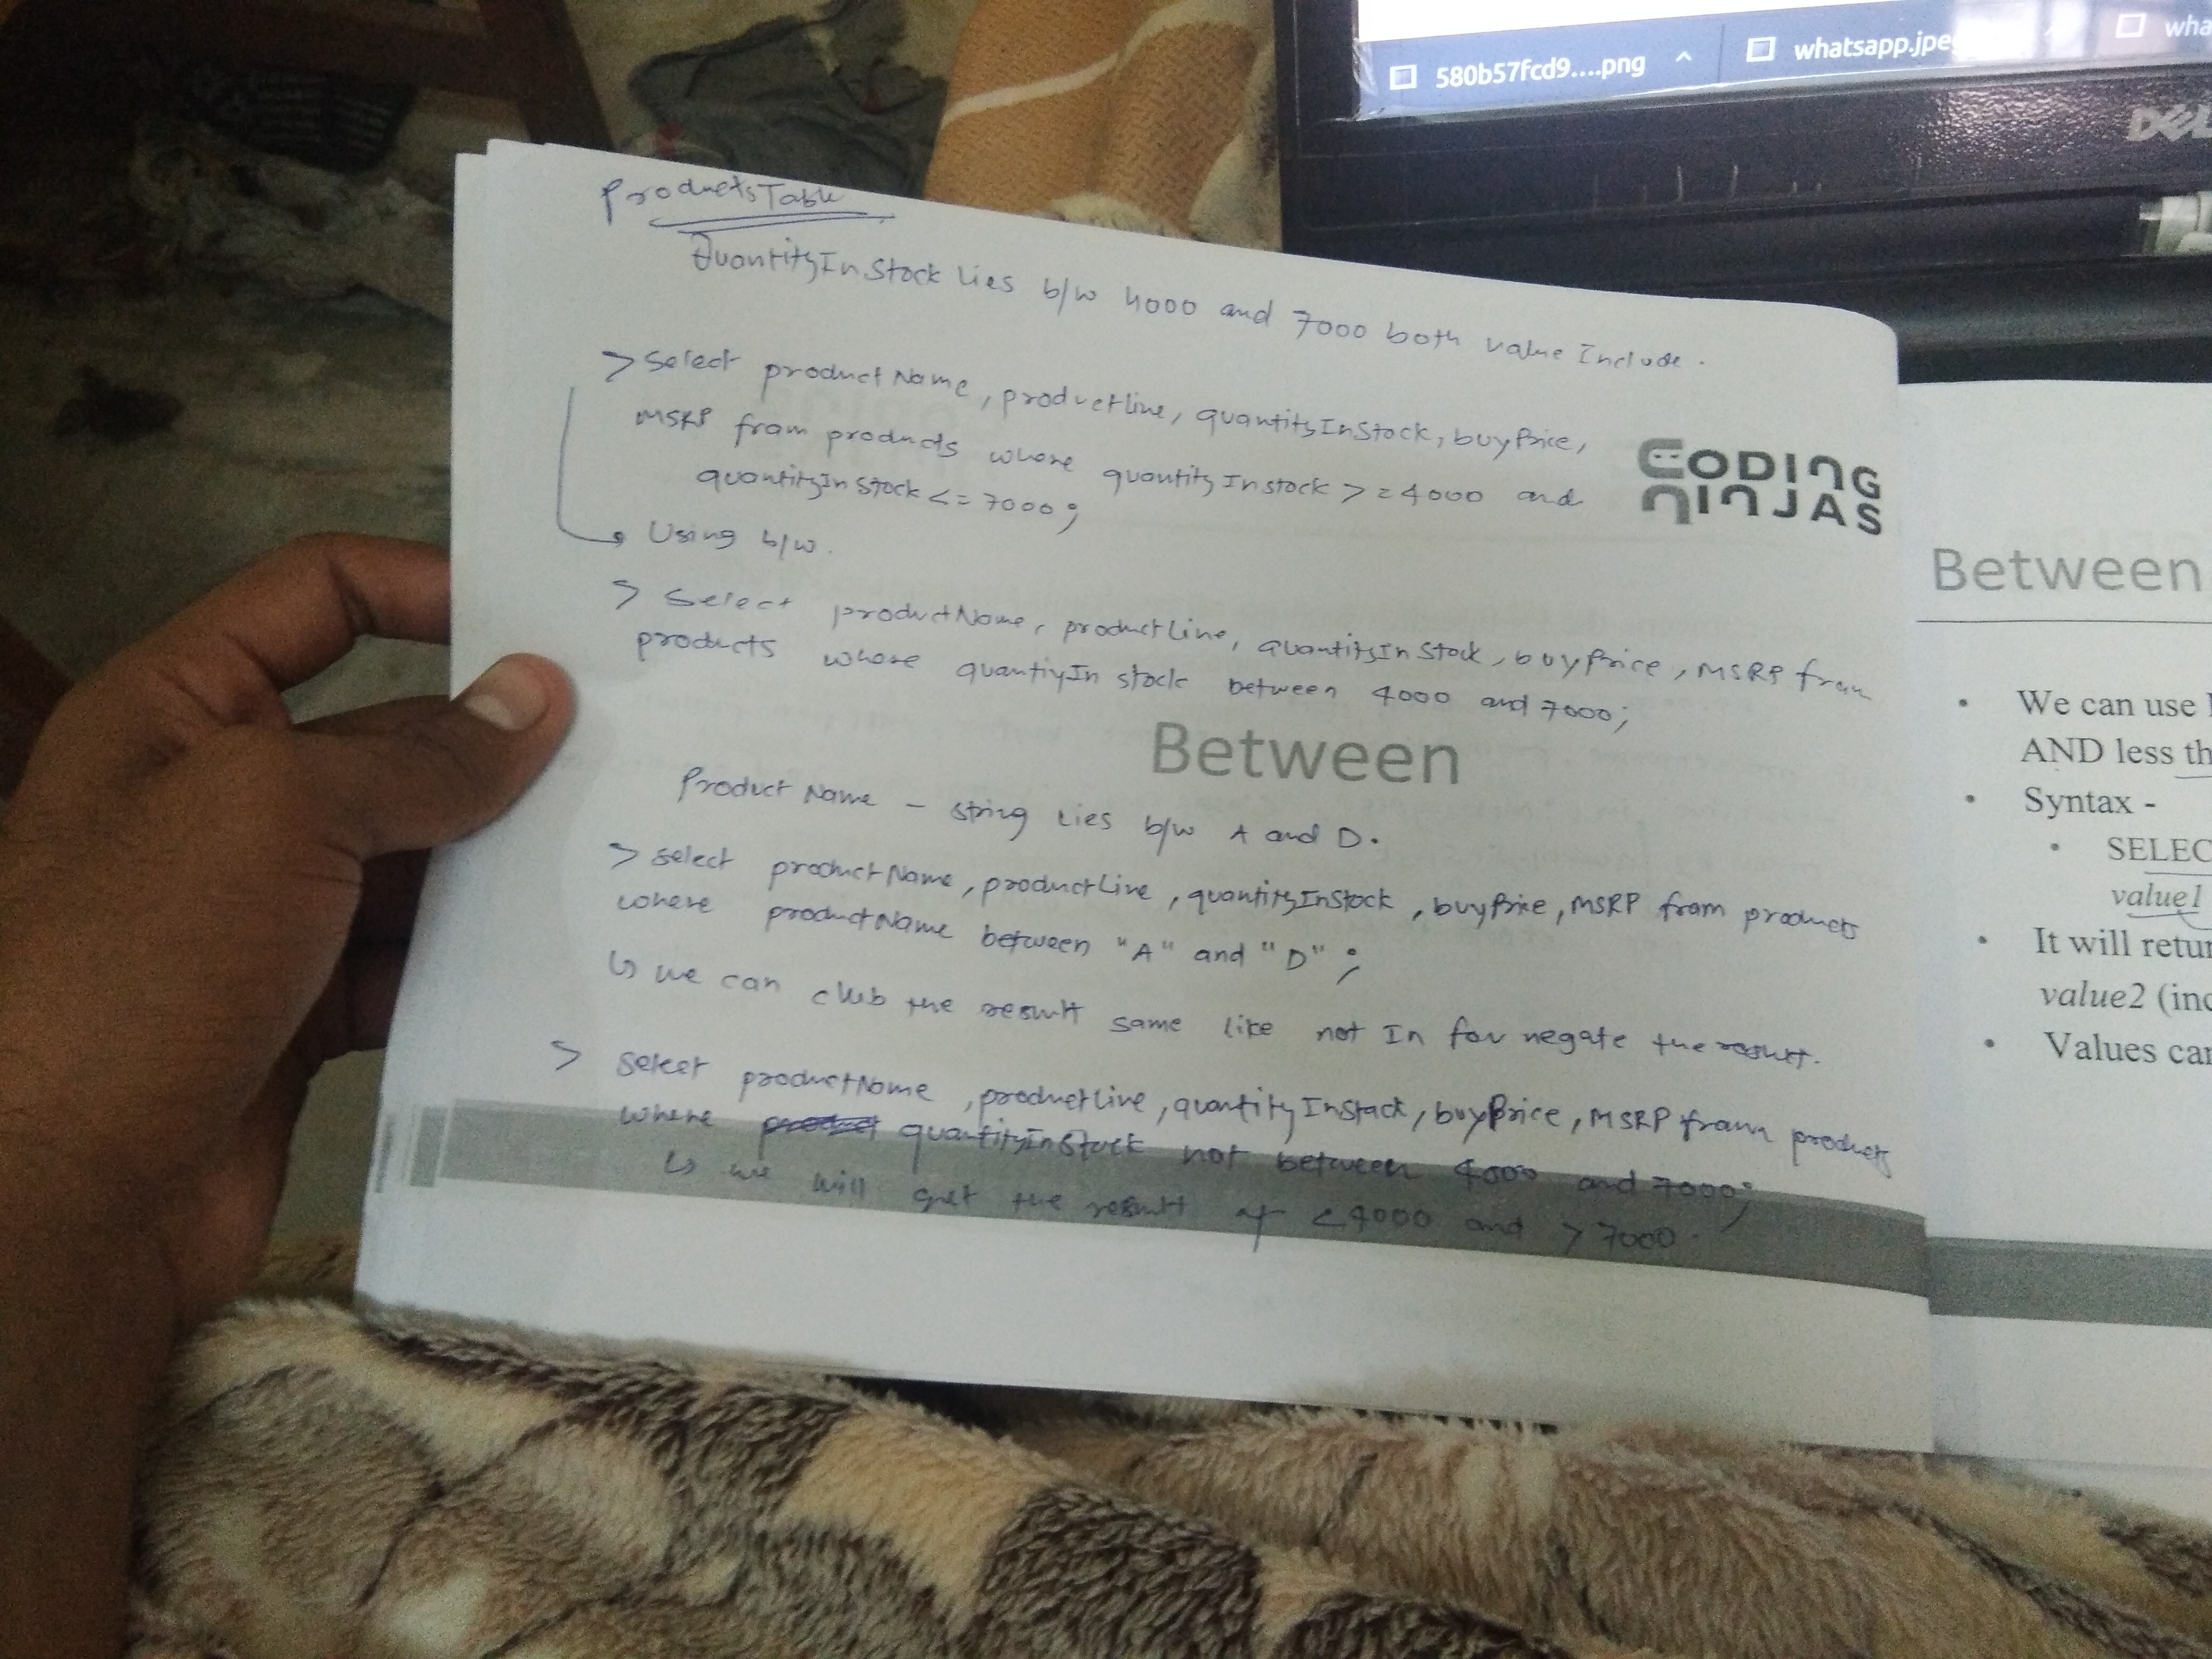 580b57fcd9....png
whatsapp.jpe
wha
DELL
ProductsTable
QuantityInStock Lies b/w 4000 and 7000 both value Include.
> Select productName, productLine, quantityInStock, buyPrice,
MSRP from products where quantityInstock >=4000 and
quantityInstock <= 7000;
Using b/w.
> Select productName, productLine, quantityInStock, buyPrice, MSRP from
products where quantiyInstock between 4000 and 7000;
CODING
NINJAS
Between
Product Name - string Lies b/w A and D.
> select productName, productLine, quantityInStock, buyPrice, MSRP from products
where productName between "A" and "D" ;
↳ we can club the result same like not In for negate the result.
> select productName, productLine, quantityInStock, buyPrice, MSRP from products
where quantityInStock not between 4000 and 7000;
↳ we will get the result of <4000 and >7000.
Between
• We can use
AND less th
• Syntax -
• SELEC
value1
• It will retur
value2 (inc
• Values car